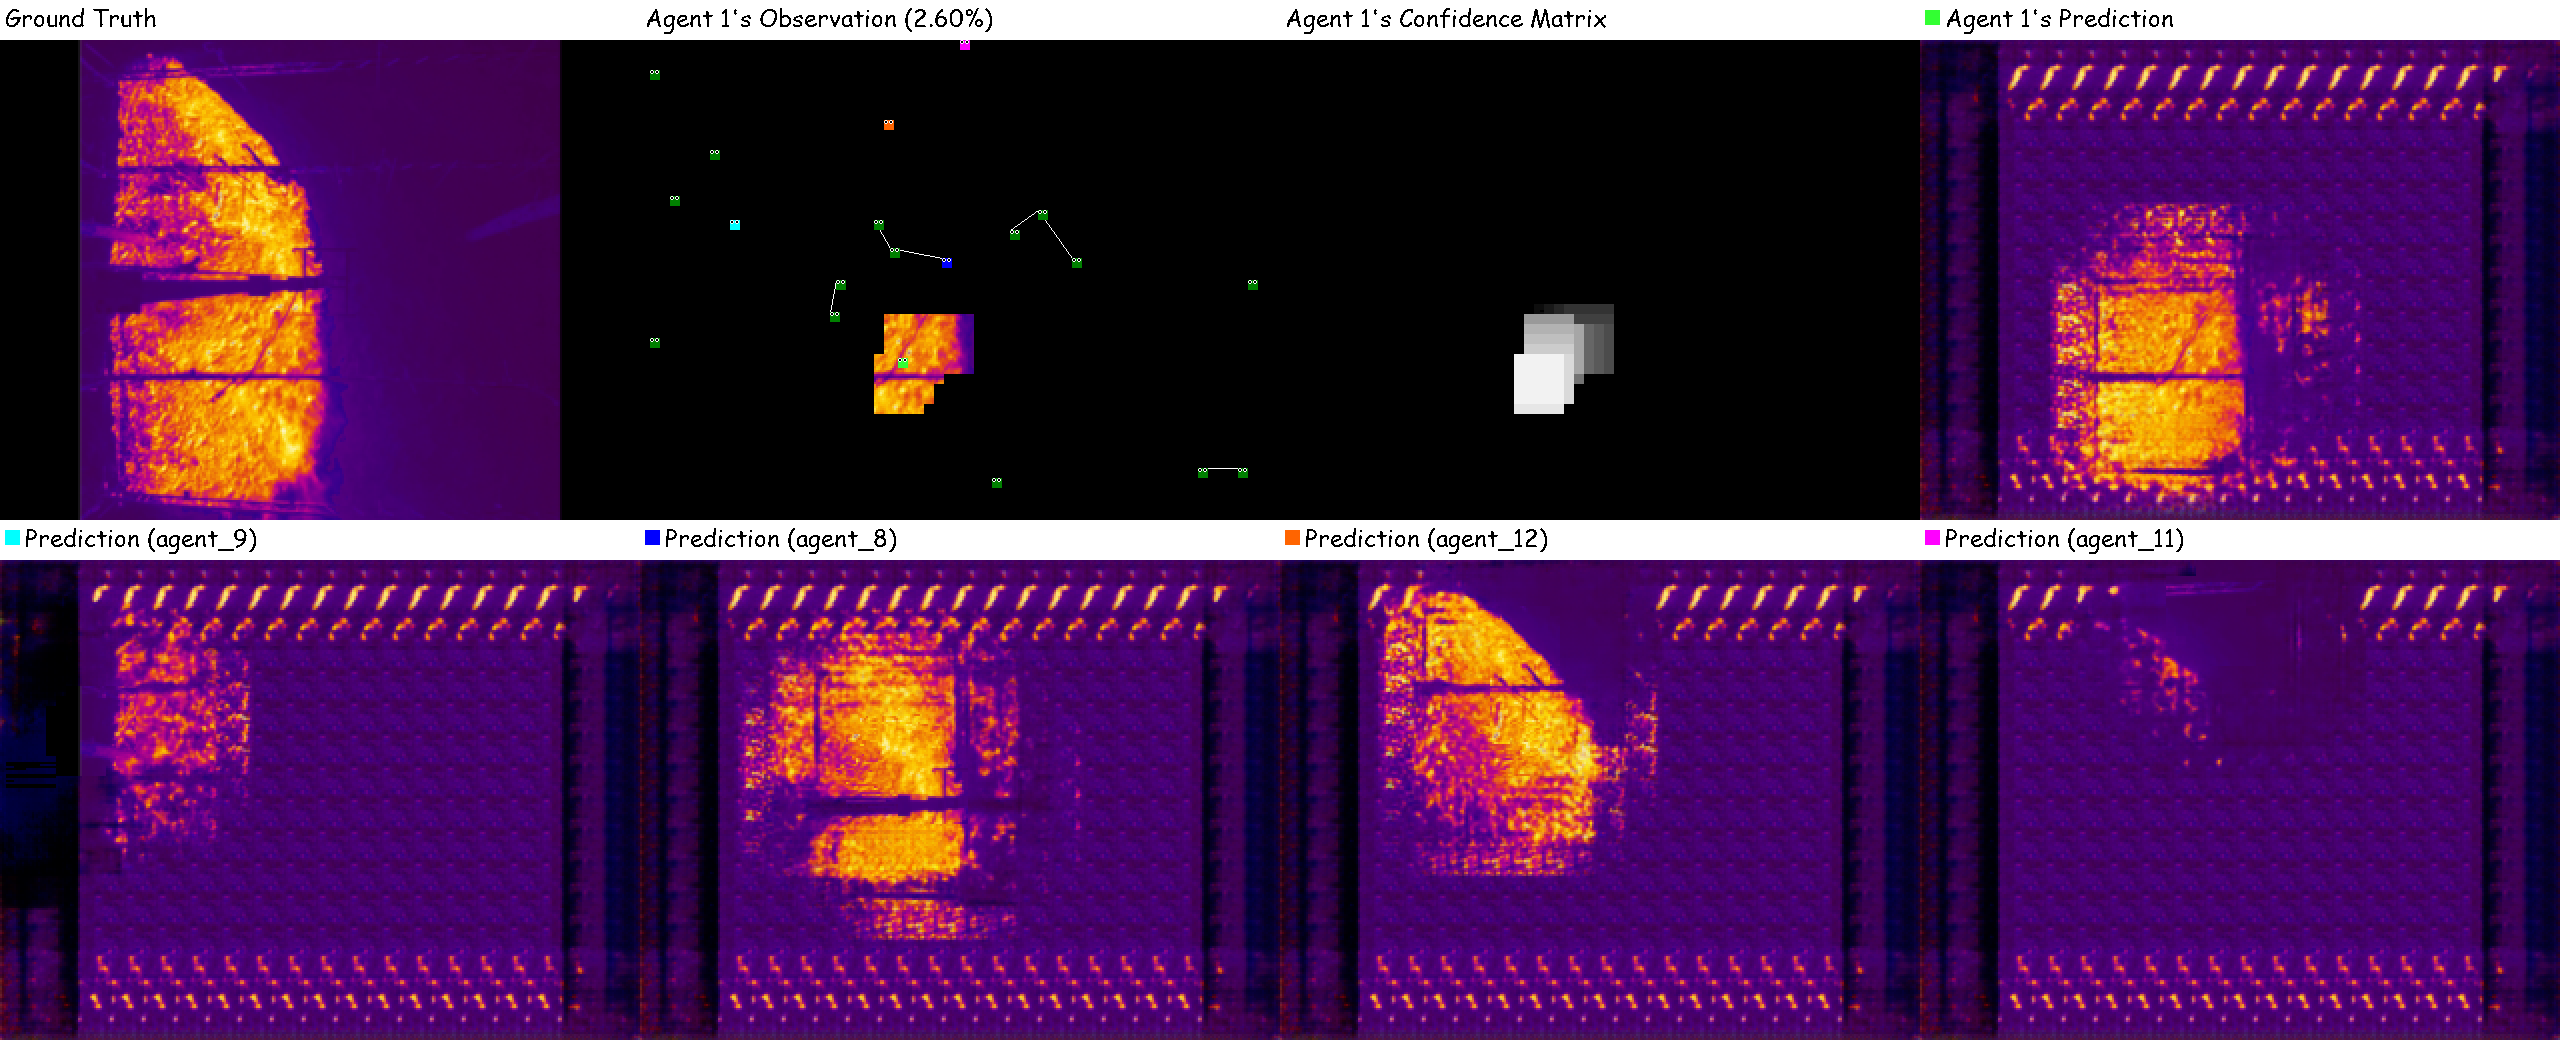 Ground Truth
Agent 1's Observation (2.60%)
Agent 1's Confidence Matrix
Agent 1's Prediction
Prediction (agent_9)
Prediction (agent_8)
Prediction (agent_12)
Prediction (agent_11)